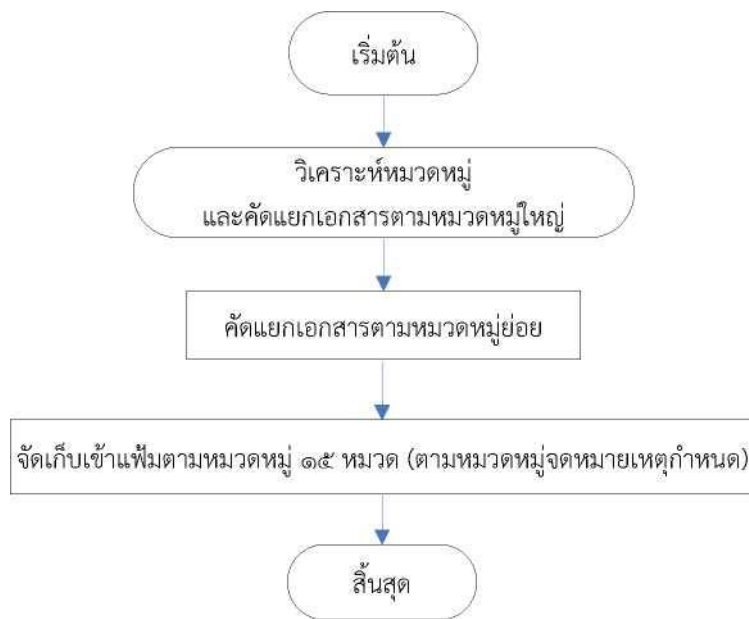 เริ่มต้น
วิเคราะห์หมวดหมู่
และคัดแยกเอกสารตามหมวดหมู่ใหญ่
คัดแยกเอกสารตามหมวดหมู่ย่อย
จัดเก็บเข้าแฟ้มตามหมวดหมู่ ๑๕ หมวด (ตามหมวดหมู่จดหมายเหตุกำหนด)
สิ้นสุด